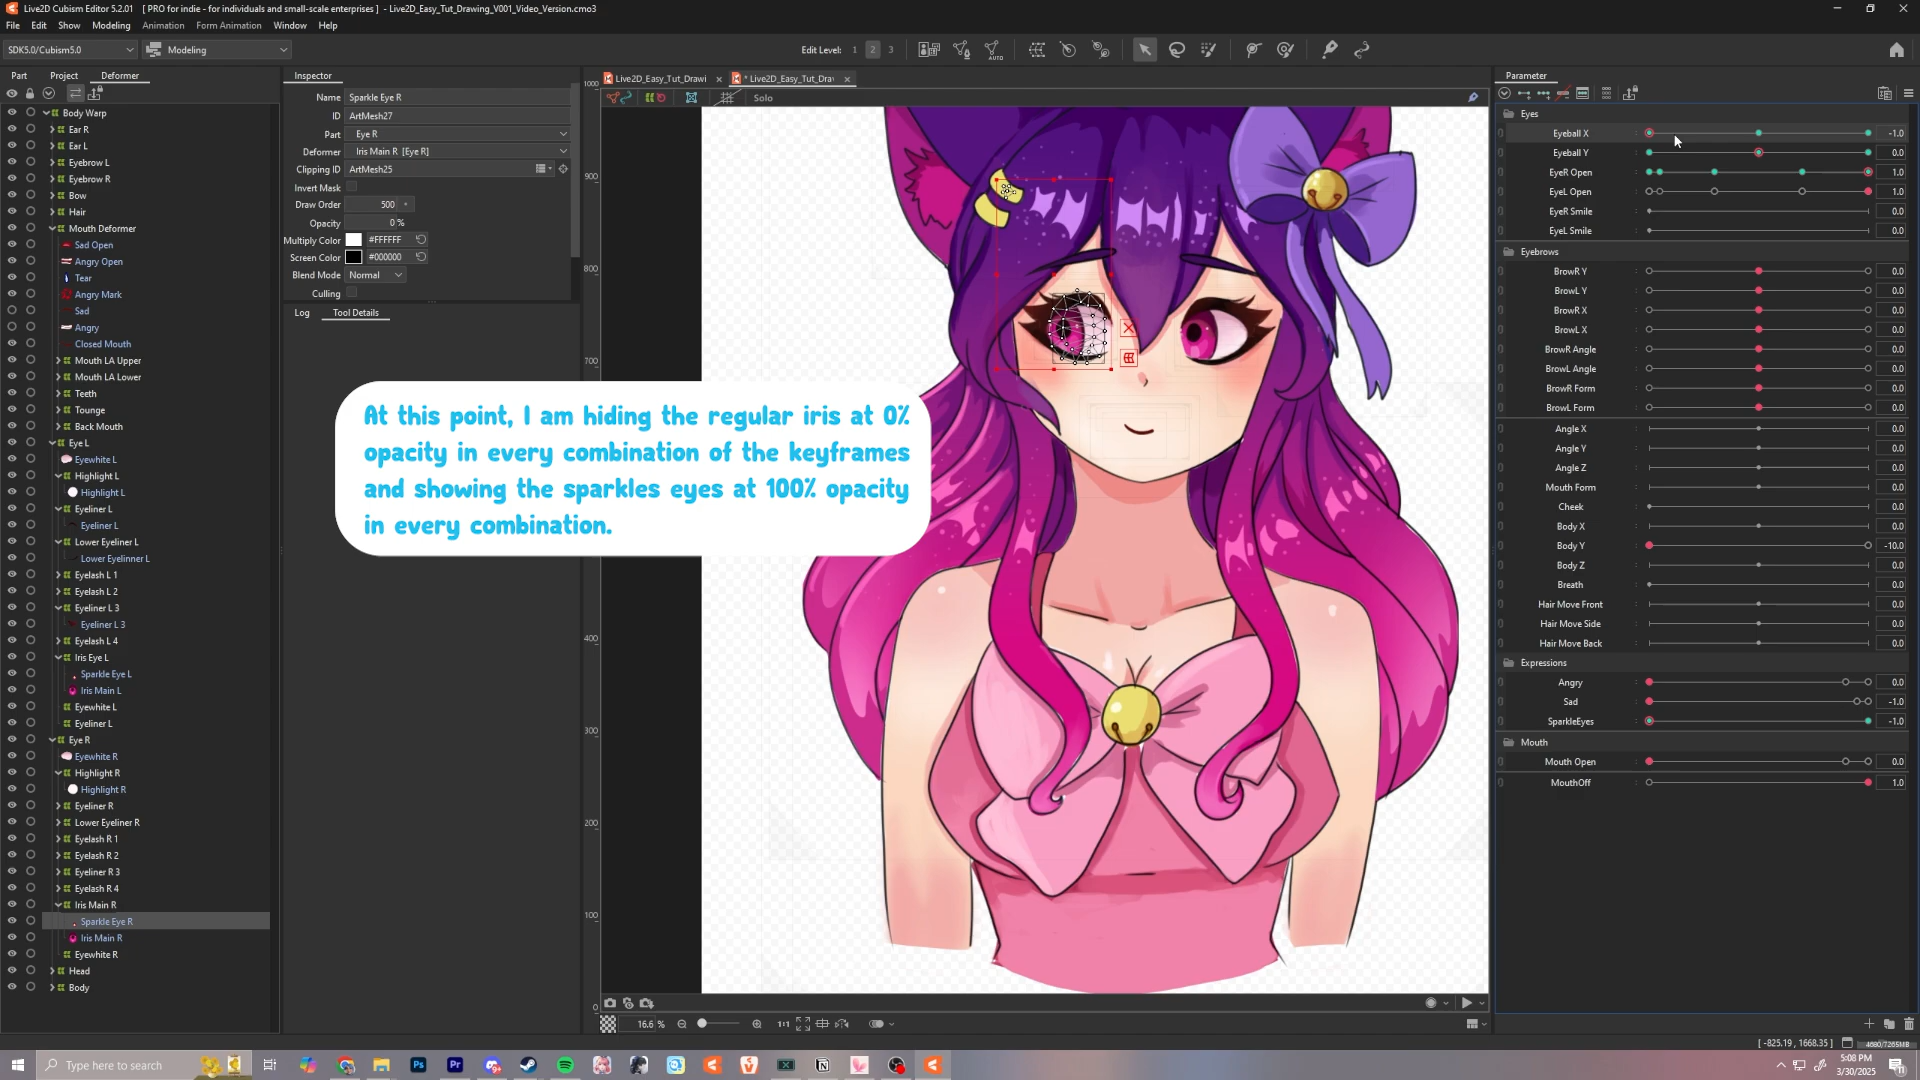 Live2D Cubism Editor 5.2.01 [ PRO for indie - for individuals and small-scale enterprises ] - Live2D_Easy_Tut_Drawing_V001_Video_Version.cmo3
File Edit Show Modeling Animation Form Animation Window Help
SDK5.0/Cubism5.0 Modeling Edit Level: 1 2 3
Part Project Deformer
Body Warp
Ear R
Ear L
Eyebrow L
Eyebrow R
Bow
Hair
Mouth Deformer
Sad Open
Angry Open
Tear
Angry Mark
Sad
Angry
Closed Mouth
Mouth LA Upper
Mouth LA Lower
Teeth
Tounge
Back Mouth
Eye L
Eyewhite L
Highlight L
Highlight L
Eyeliner L
Eyeliner L
Lower Eyeliner L
Lower Eyelinner L
Eyelash L 1
Eyelash L 2
Eyeliner L 3
Eyeliner L 3
Eyelash L 4
Iris Eye L
Sparkle Eye L
Iris Main L
Eyewhite L
Eyeliner L
Eye R
Eyewhite R
Highlight R
Highlight R
Eyeliner R
Lower Eyeliner R
Eyelash R 1
Eyelash R 2
Eyeliner R 3
Eyelash R 4
Iris Main R
Sparkle Eye R
Iris Main R
Eyewhite R
Head
Body
Inspector
Name Sparkle Eye R
ID ArtMesh27
Part Eye R
Deformer Iris Main R [Eye R]
Clipping ID ArtMesh25
Invert Mask
Draw Order 500
Opacity 0 %
Multiply Color #FFFFFF
Screen Color #000000
Blend Mode Normal
Culling
Log Tool Details
Live2D_Easy_Tut_Drawi * Live2D_Easy_Tut_Drav
AUTO
Solo
1000
900
800
700
400
300
200
100
0
At this point, I am hiding the regular iris at 0%
opacity in every combination of the keyframes
and showing the sparkles eyes at 100% opacity
in every combination.
16.6 % 1:1
Parameter
Eyes
Eyeball X -1.0
Eyeball Y 0.0
EyeR Open 1.0
EyeL Open 1.0
EyeR Smile 0.0
EyeL Smile 0.0
Eyebrows
BrowR Y 0.0
BrowL Y 0.0
BrowR X 0.0
BrowL X 0.0
BrowR Angle 0.0
BrowL Angle 0.0
BrowR Form 0.0
BrowL Form 0.0
Angle X 0.0
Angle Y 0.0
Angle Z 0.0
Mouth Form 0.0
Cheek 0.0
Body X 0.0
Body Y -10.0
Body Z 0.0
Breath 0.0
Hair Move Front 0.0
Hair Move Side 0.0
Hair Move Back 0.0
Expressions
Angry 0.0
Sad -1.0
SparkleEyes -1.0
Mouth
Mouth Open 0.0
MouthOff 1.0
[ -825.19 , 1668.35 ] 4680/7265MB
Type here to search
Ps Pr
5:08 PM
3/30/2025